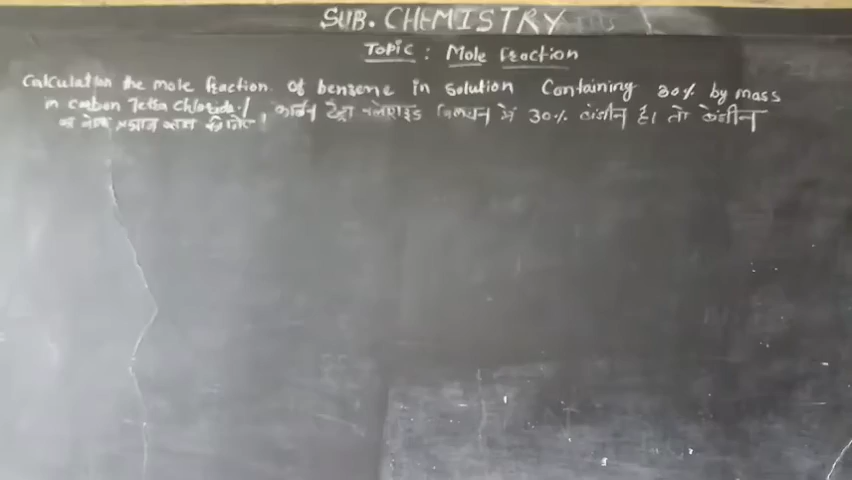 SUB. CHEMISTRY
Topic : Mole fraction
Calculation the mole fraction of benzene in solution Containing 30% by mass
in carbon Tetra Chloride / कार्बन टेट्रा क्लोराइड विलयन में 30% बेंजीन है। तो बेंजीन
का मोल